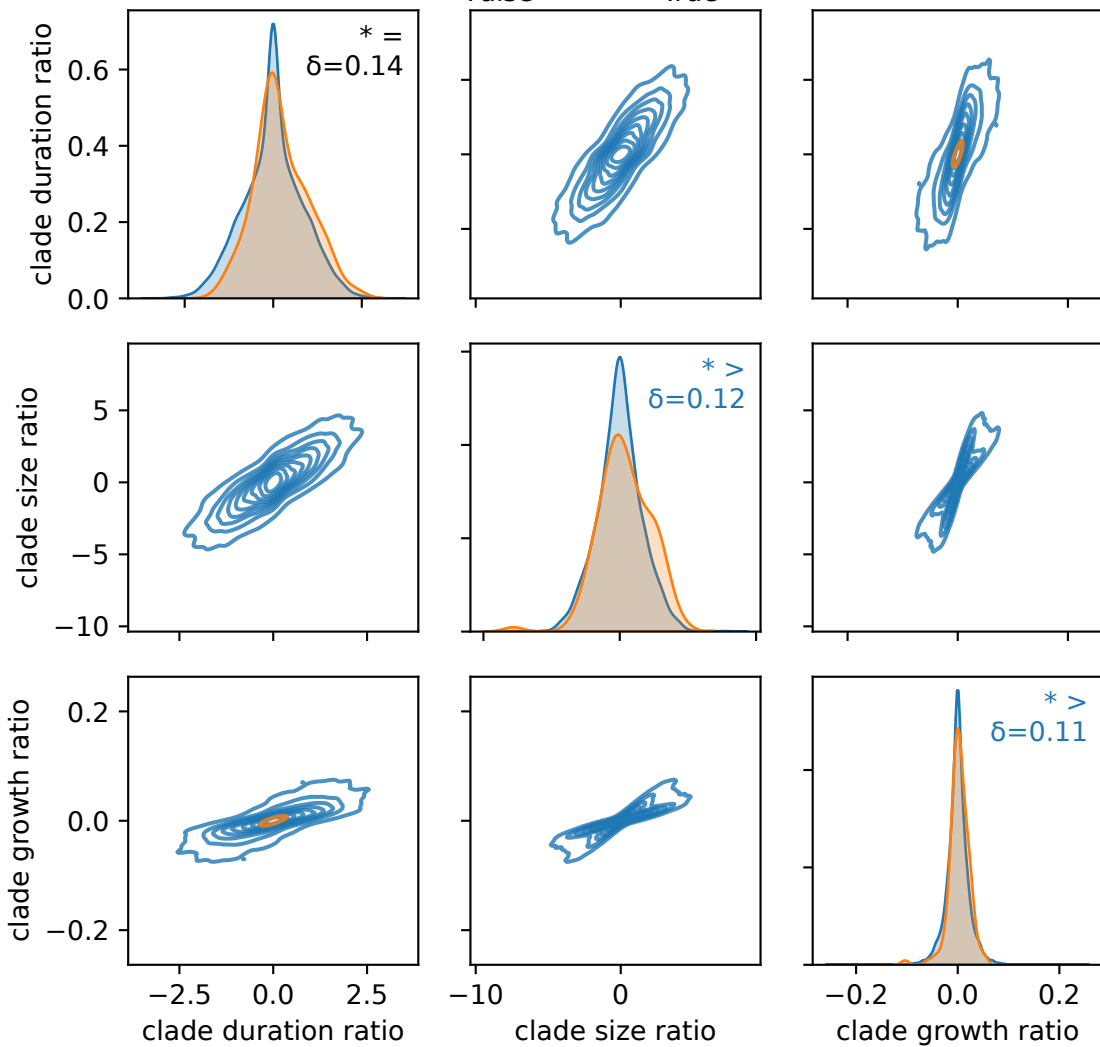 * =
δ=0.14
clade duration ratio
0.6
0.4
0.2
0.0
* >
δ=0.12
clade size ratio
5
0
−5
−10
* >
δ=0.11
clade growth ratio
0.2
0.0
−0.2
−2.5 0.0 2.5
−10 0
−0.2 0.0 0.2
clade duration ratio
clade size ratio
clade growth ratio